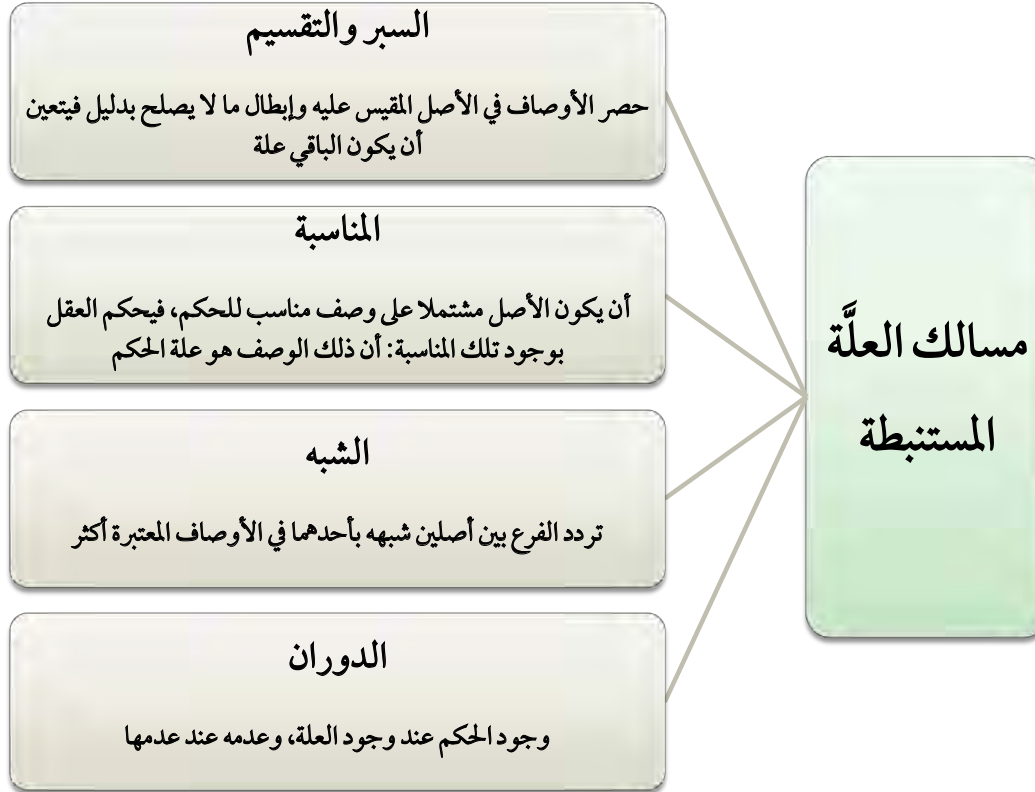 مسالك العلَّة
المستنبطة
السبر والتقسيم
حصر الأوصاف في الأصل المقيس عليه وإبطال ما لا يصلح بدليل فيتعين
أن يكون الباقي علة
المناسبة
أن يكون الأصل مشتملا على وصف مناسب للحكم، فيحكم العقل
بوجود تلك المناسبة: أن ذلك الوصف هو علة الحكم
الشبه
تردد الفرع بين أصلين شبهه بأحدهما في الأوصاف المعتبرة أكثر
الدوران
وجود الحكم عند وجود العلة، وعدمه عند عدمها